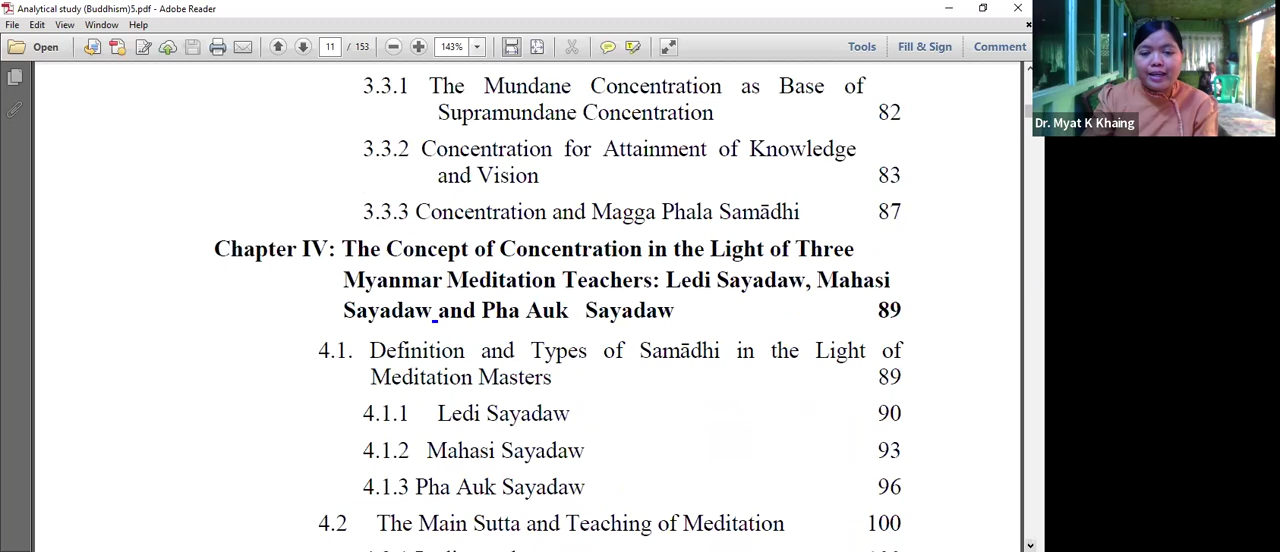 Analytical study (Buddhism)5.pdf - Adobe Reader
File Edit View Window Help
Open 11 / 153 143% Tools Fill & Sign Comment
Dr. Myat K Khaing
3.3.1 The Mundane Concentration as Base of
Supramundane Concentration 82
3.3.2 Concentration for Attainment of Knowledge
and Vision 83
3.3.3 Concentration and Magga Phala Samādhi 87
Chapter IV: The Concept of Concentration in the Light of Three
Myanmar Meditation Teachers: Ledi Sayadaw, Mahasi
Sayadaw and Pha Auk Sayadaw 89
4.1. Definition and Types of Samādhi in the Light of
Meditation Masters 89
4.1.1 Ledi Sayadaw 90
4.1.2 Mahasi Sayadaw 93
4.1.3 Pha Auk Sayadaw 96
4.2 The Main Sutta and Teaching of Meditation 100